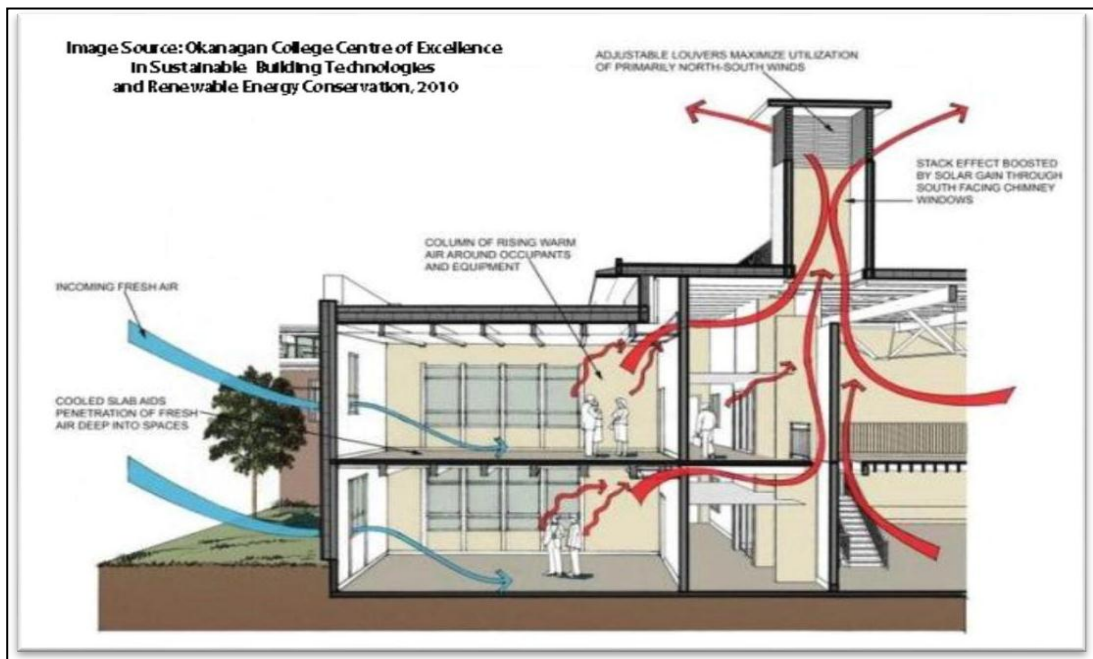 Image Source: Okanagan College Centre of Excellence
in Sustainable Building Technologies
and Renewable Energy Conservation, 2010
ADJUSTABLE LOUVERS MAXIMIZE UTILIZATION
OF PRIMARILY NORTH-SOUTH WINDS
STACK EFFECT BOOSTED
BY SOLAR GAIN THROUGH
SOUTH FACING CHIMNEY
WINDOWS
COLUMN OF RISING WARM
AIR AROUND OCCUPANTS
AND EQUIPMENT
INCOMING FRESH AIR
COOLED SLAB AIDS
PENETRATION OF FRESH
AIR DEEP INTO SPACES